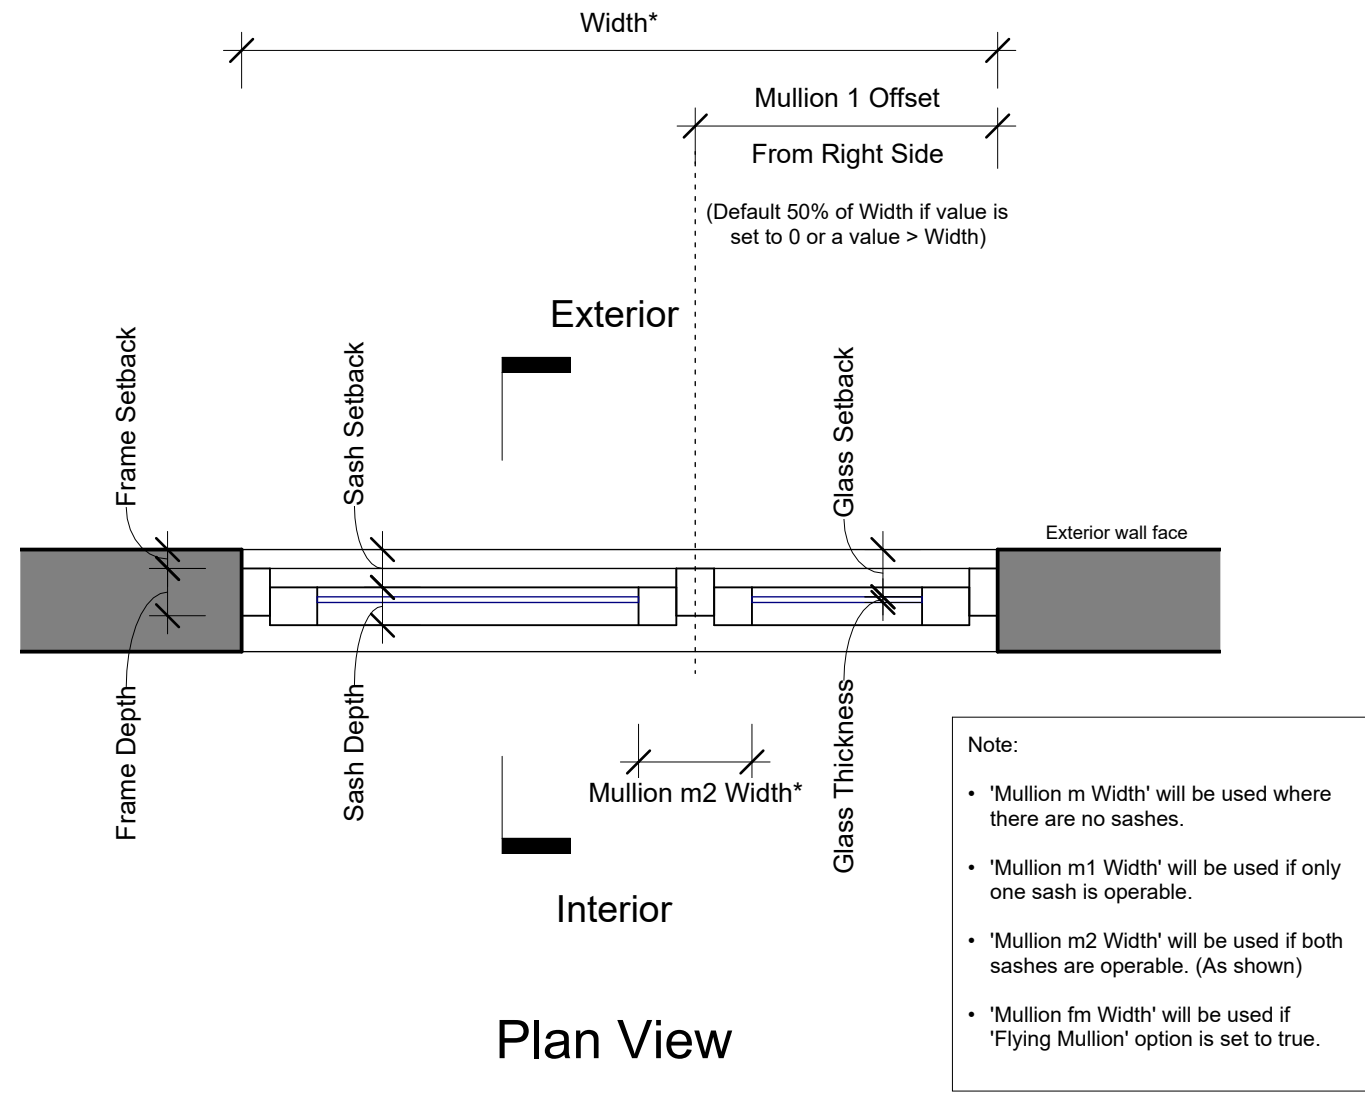 Width*
Mullion 1 Offset
From Right Side
(Default 50% of Width if value is
set to 0 or a value > Width)
Exterior
Frame Setback
Sash Setback
Glass Setback
Exterior wall face
Frame Depth
Sash Depth
Mullion m2 Width*
Glass Thickness
Interior
Note:
• 'Mullion m Width' will be used where
there are no sashes.
• 'Mullion m1 Width' will be used if only
one sash is operable.
• 'Mullion m2 Width' will be used if both
sashes are operable. (As shown)
• 'Mullion fm Width' will be used if
'Flying Mullion' option is set to true.
Plan View